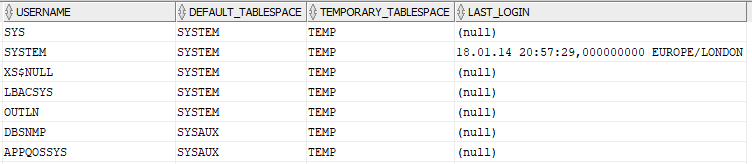 USERNAME DEFAULT_TABLESPACE TEMPORARY_TABLESPACE LAST_LOGIN
SYS SYSTEM TEMP (null)
SYSTEM SYSTEM TEMP 18.01.14 20:57:29,000000000 EUROPE/LONDON
XS$NULL SYSTEM TEMP (null)
LBACSYS SYSTEM TEMP (null)
OUTLN SYSTEM TEMP (null)
DBSNMP SYSAUX TEMP (null)
APPQOSSYS SYSAUX TEMP (null)